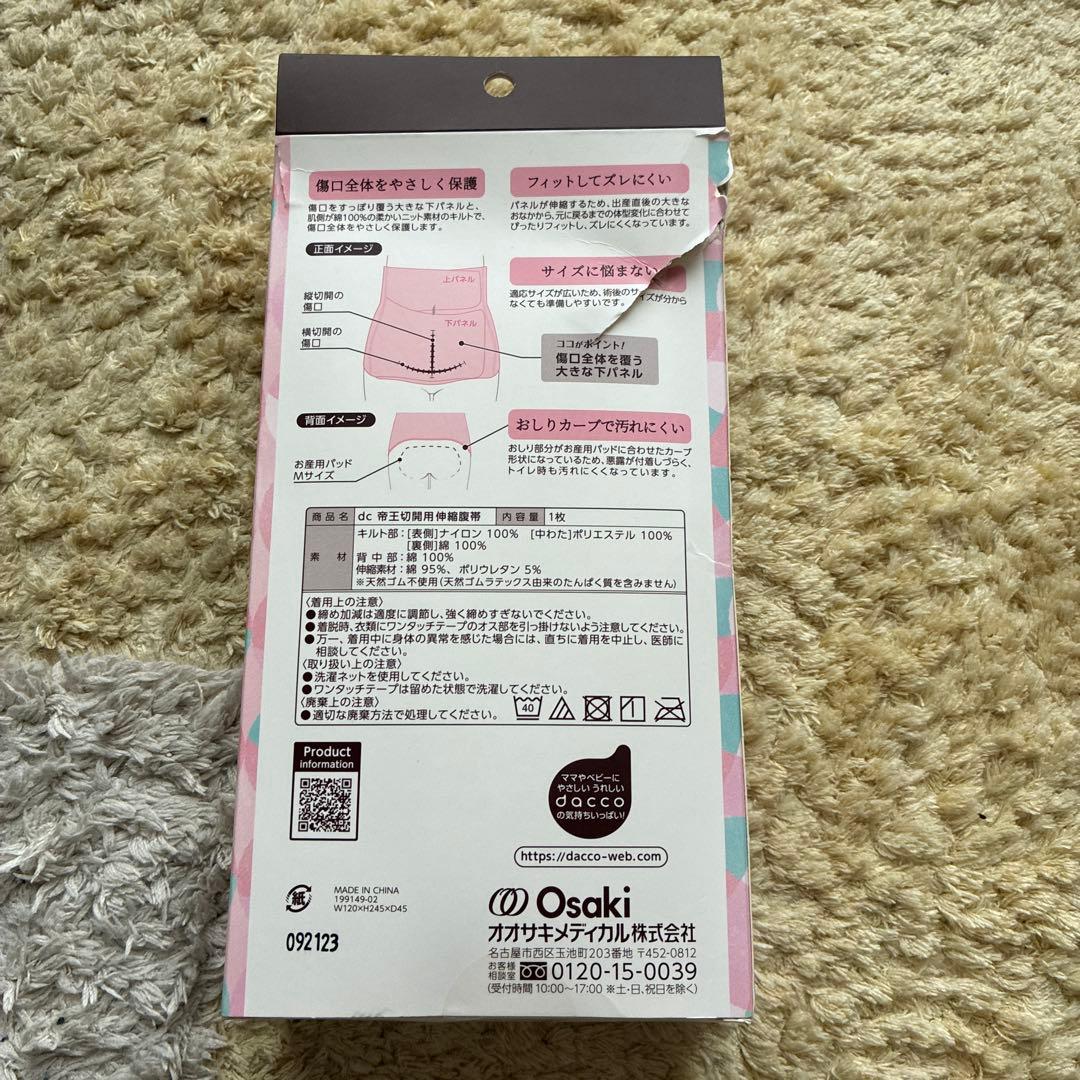 傷口全体をやさしく保護
傷口をすっぽり覆う大きな下パネルと、
肌側が綿100%の柔らかいニット素材のキルトで、
傷口全体をやさしく保護します。
フィットしてズレにくい
パネルが伸縮するため、出産直後の大きな
おなかから、元に戻るまでの体型変化に合わせて
ぴったりフィットし、ズレにくくなっています。
正面イメージ
上パネル
縦切開の
傷口
下パネル
横切開の
傷口
サイズに悩まない
適応サイズが広いため、術後のサイズが分から
なくても準備しやすいです。
ココがポイント!
傷口全体を覆う
大きな下パネル
背面イメージ
お産用パッド
Mサイズ
おしりカーブで汚れにくい
おしり部分がお産用パッドに合わせたカーブ
形状になっているため、悪露が付着しづらく、
トイレ時も汚れにくくなっています。
商品名 dc 帝王切開用伸縮腹帯 内容量 1枚
素材 キルト部:[表側]ナイロン 100% [中わた]ポリエステル 100%
[裏側]綿 100%
背中部:綿 100%
伸縮素材:綿 95%、ポリウレタン 5%
※天然ゴム不使用(天然ゴムラテックス由来のたんぱく質を含みません)
〈着用上の注意〉
●締め加減は適度に調節し、強く締めすぎないでください。
●着脱時、衣類にワンタッチテープのオス部を引っ掛けないよう注意してください。
●万一、着用中に身体の異常を感じた場合には、直ちに着用を中止し、医師に
相談してください。
〈取り扱い上の注意〉
●洗濯ネットを使用してください。
●ワンタッチテープは留めた状態で洗濯してください。
〈廃棄上の注意〉
●適切な廃棄方法で処理してください。
40
Product
information
ママやベビーに
やさしい うれしい
dacco
の気持ちいっぱい!
https://dacco-web.com
紙
MADE IN CHINA
199149-02
W120×H245×D45
092123
Osaki
オオサキメディカル株式会社
名古屋市西区玉池町203番地 〒452-0812
お客様
相談室 0120-15-0039
(受付時間 10:00〜17:00 ※土・日、祝日を除く)